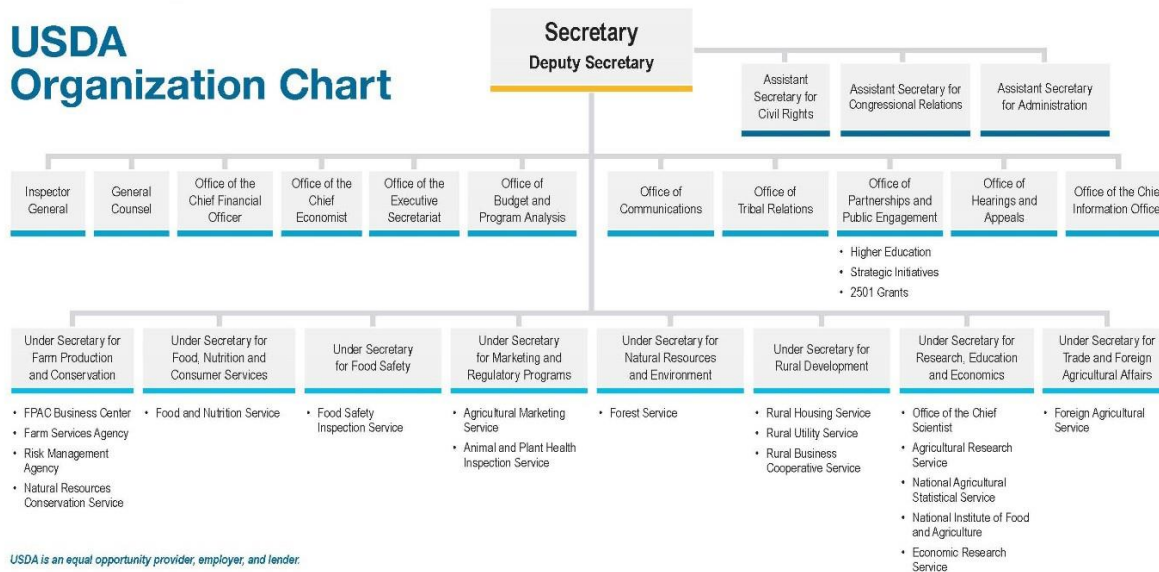 USDA
Organization Chart
Secretary
Deputy Secretary
Assistant
Secretary for
Civil Rights
Assistant Secretary for
Congressional Relations
Assistant Secretary
for Administration
Inspector
General
General
Counsel
Office of the
Chief Financial
Officer
Office of the
Chief
Economist
Office of the
Executive
Secretariat
Office of
Budget and
Program Analysis
Office of
Communications
Office of
Tribal Relations
Office of
Partnerships and
Public Engagement
• Higher Education
• Strategic Initiatives
• 2501 Grants
Office of
Hearings and
Appeals
Office of the Chie
Information Office
Under Secretary for
Farm Production
and Conservation
• FPAC Business Center
• Farm Services Agency
• Risk Management
Agency
• Natural Resources
Conservation Service
Under Secretary for
Food, Nutrition and
Consumer Services
• Food and Nutrition Service
Under Secretary
for Food Safety
• Food Safety
Inspection Service
Under Secretary
for Marketing and
Regulatory Programs
• Agricultural Marketing
Service
• Animal and Plant Health
Inspection Service
Under Secretary for
Natural Resources
and Environment
• Forest Service
Under Secretary for
Rural Development
• Rural Housing Service
• Rural Utility Service
• Rural Business
Cooperative Service
Under Secretary for
Research, Education
and Economics
• Office of the Chief
Scientist
• Agricultural Research
Service
• National Agricultural
Statistical Service
• National Institute of Food
and Agriculture
• Economic Research
Service
Under Secretary for
Trade and Foreign
Agricultural Affairs
• Foreign Agricultural
Service
USDA is an equal opportunity provider, employer, and lender.